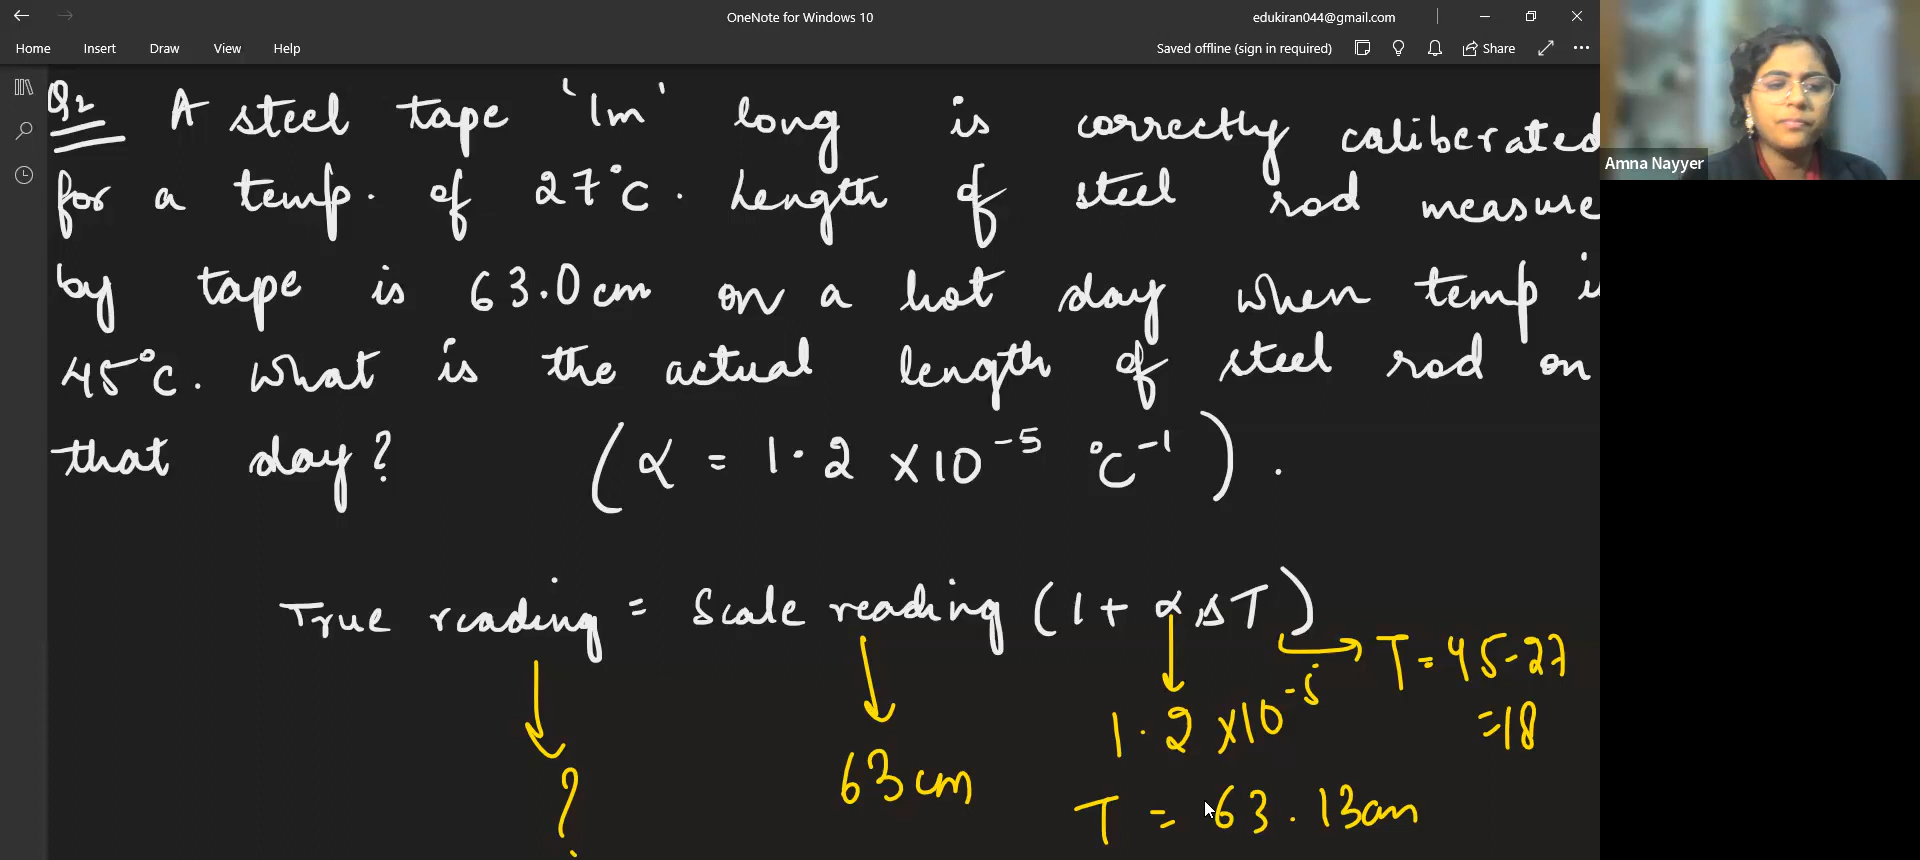 OneNote for Windows 10
edukiran044@gmail.com
Home Insert Draw View Help
Saved offline (sign in required) Share
Amna Nayyer
Q2 A steel tape '1m' long is correctly caliberated
for a temp. of 27°C. Length of steel rod measure
by tape is 63.0cm on a hot day when temp i
45°C. What is the actual length of steel rod on
that day? (α = 1.2 ×10⁻⁵ °C⁻¹).
True reading = Scale reading (1 + αΔT)
T = 45-27
=18
1.2 ×10⁻⁵
?
63 cm
T = 63.13cm